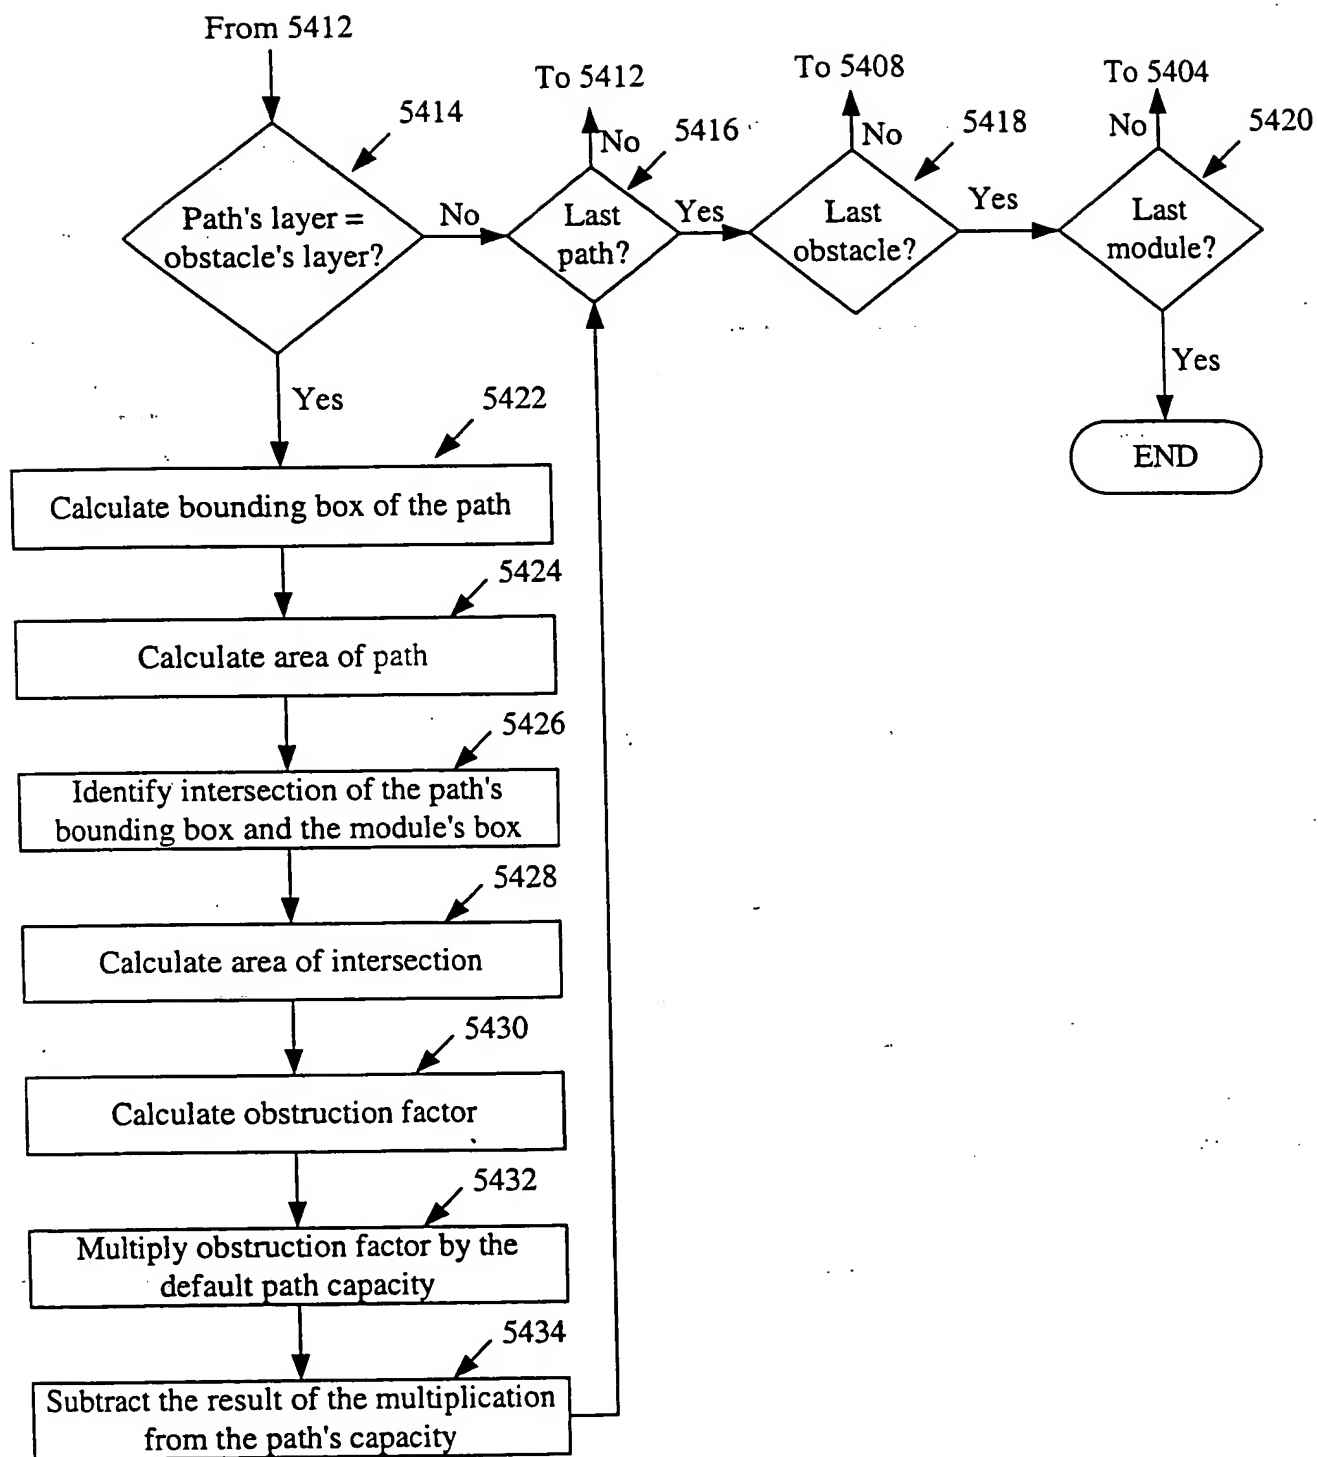 From 5412
5414
Path's layer =
obstacle's layer?
No
Yes
To 5412
No
5416
Last
path?
Yes
To 5408
No
5418
Last
obstacle?
Yes
To 5404
No
5420
Last
module?
Yes
END
5422
Calculate bounding box of the path
5424
Calculate area of path
5426
Identify intersection of the path's
bounding box and the module's box
5428
Calculate area of intersection
5430
Calculate obstruction factor
5432
Multiply obstruction factor by the
default path capacity
5434
Subtract the result of the multiplication
from the path's capacity